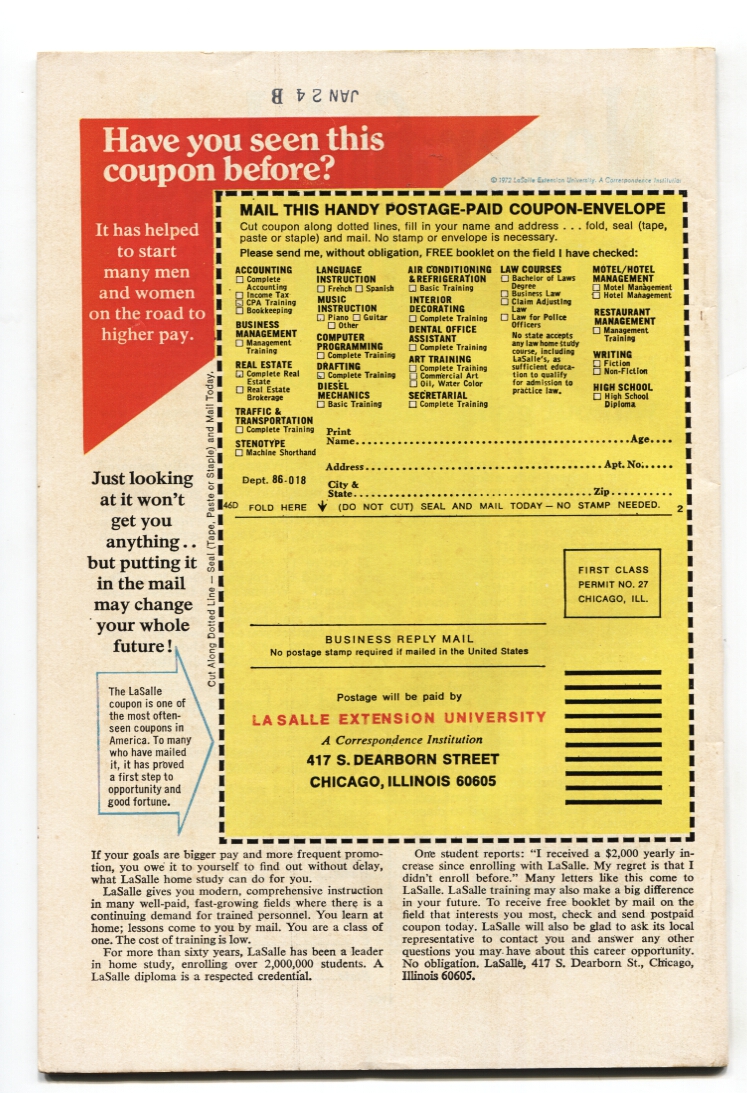 JAN 24 B
Have you seen this
coupon before?
© 1972 LaSalle Extension University, A Correspondence Institution
It has helped
to start
many men
and women
on the road to
higher pay.
Just looking
at it won't
get you
anything . .
but putting it
in the mail
may change
your whole
future!
The LaSalle
coupon is one of
the most often-
seen coupons in
America. To many
who have mailed
it, it has proved
a first step to
opportunity and
good fortune.
Cut Along Dotted Line — Seal (Tape, Paste or Staple) and Mail Today.
MAIL THIS HANDY POSTAGE-PAID COUPON-ENVELOPE
Cut coupon along dotted lines, fill in your name and address . . . fold, seal (tape,
paste or staple) and mail. No stamp or envelope is necessary.
Please send me, without obligation, FREE booklet on the field I have checked:
ACCOUNTING
☐ Complete
Accounting
☐ Income Tax
☐ CPA Training
☐ Bookkeeping
BUSINESS
MANAGEMENT
☐ Management
Training
REAL ESTATE
☐ Complete Real
Estate
☐ Real Estate
Brokerage
TRAFFIC &
TRANSPORTATION
☐ Complete Training
STENOTYPE
☐ Machine Shorthand
LANGUAGE
INSTRUCTION
☐ French ☐ Spanish
MUSIC
INSTRUCTION
☐ Piano ☐ Guitar
☐ Other
COMPUTER
PROGRAMMING
☐ Complete Training
DRAFTING
☐ Complete Training
DIESEL
MECHANICS
☐ Basic Training
AIR CONDITIONING
& REFRIGERATION
☐ Basic Training
INTERIOR
DECORATING
☐ Complete Training
DENTAL OFFICE
ASSISTANT
☐ Complete Training
ART TRAINING
☐ Complete Training
☐ Commercial Art
☐ Oil, Water Color
SECRETARIAL
☐ Complete Training
LAW COURSES
☐ Bachelor of Laws
Degree
☐ Business Law
☐ Claim Adjusting
Law
☐ Law for Police
Officers
No state accepts
any law home study
course, including
LaSalle's, as
sufficient educa-
tion to qualify
for admission to
practice law.
MOTEL/HOTEL
MANAGEMENT
☐ Motel Management
☐ Hotel Management
RESTAURANT
MANAGEMENT
☐ Management
Training
WRITING
☐ Fiction
☐ Non-Fiction
HIGH SCHOOL
☐ High School
Diploma
Print
Name..........Age....
Address..........Apt. No......
Dept. 86-018
City &
State..........Zip..........
46D FOLD HERE ↓ (DO NOT CUT) SEAL AND MAIL TODAY — NO STAMP NEEDED. 2
FIRST CLASS
PERMIT NO. 27
CHICAGO, ILL.
BUSINESS REPLY MAIL
No postage stamp required if mailed in the United States
Postage will be paid by
LA SALLE EXTENSION UNIVERSITY
A Correspondence Institution
417 S. DEARBORN STREET
CHICAGO, ILLINOIS 60605
If your goals are bigger pay and more frequent promo-
tion, you owe it to yourself to find out without delay,
what LaSalle home study can do for you.
LaSalle gives you modern, comprehensive instruction
in many well-paid, fast-growing fields where there is a
continuing demand for trained personnel. You learn at
home; lessons come to you by mail. You are a class of
one. The cost of training is low.
For more than sixty years, LaSalle has been a leader
in home study, enrolling over 2,000,000 students. A
LaSalle diploma is a respected credential.
One student reports: "I received a $2,000 yearly in-
crease since enrolling with LaSalle. My regret is that I
didn't enroll before." Many letters like this come to
LaSalle. LaSalle training may also make a big difference
in your future. To receive free booklet by mail on the
field that interests you most, check and send postpaid
coupon today. LaSalle will also be glad to ask its local
representative to contact you and answer any other
questions you may have about this career opportunity.
No obligation. LaSalle, 417 S. Dearborn St., Chicago,
Illinois 60605.